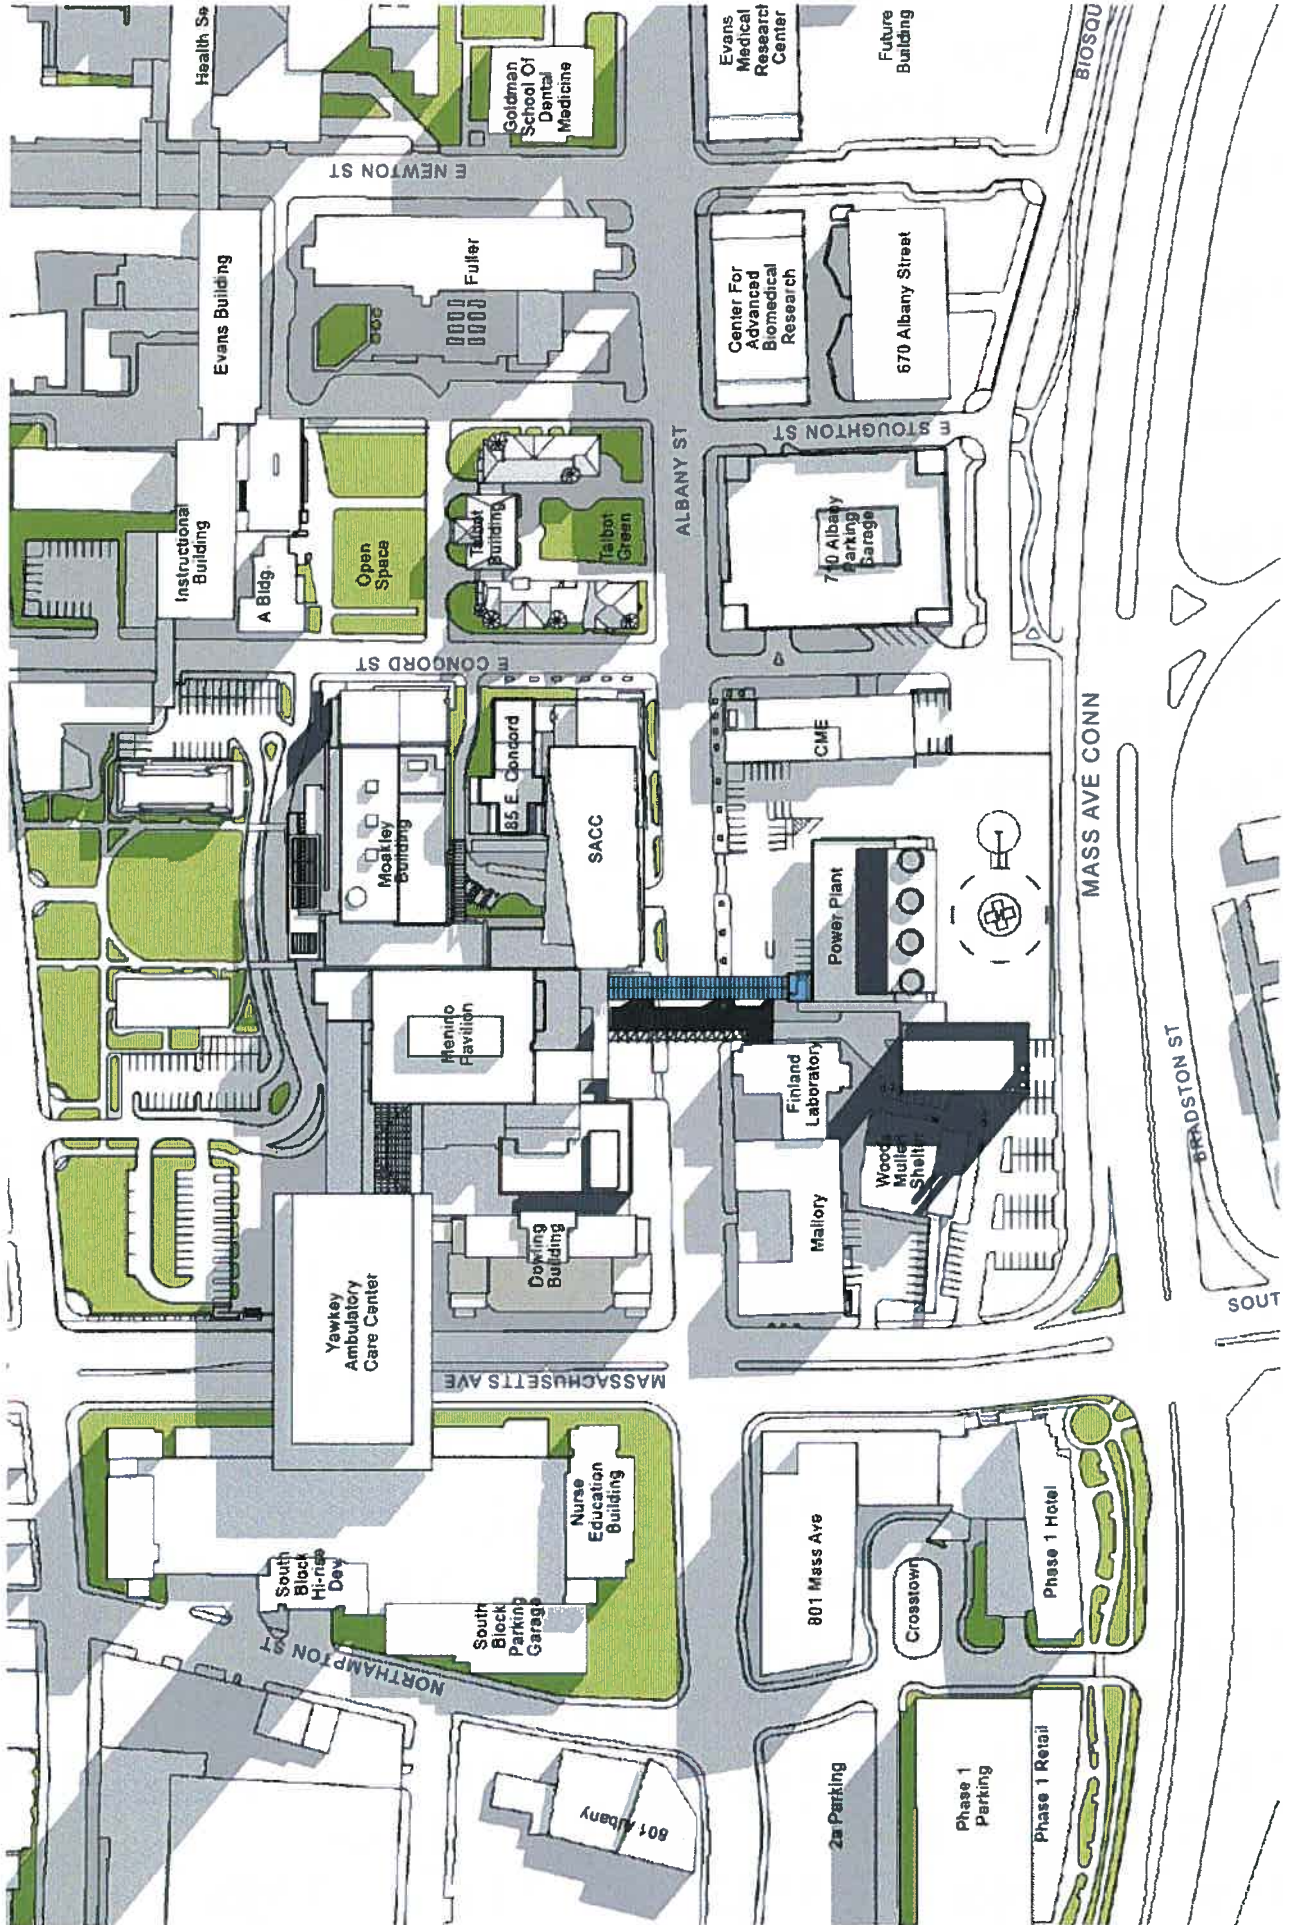 Health Se
Goldman
School Of
Dental
Medicine
Evans
Medical
Research
Center
Future
Building
BIOSQU
E NEWTON ST
Evans Building
Fuller
Center For
Advanced
Biomedical
Research
670 Albany Street
E STOUGHTON ST
ALBANY ST
Instructional
Building
A Bldg.
Open
Space
Talbot
Building
Talbot
Green
710 Albany
Parking
Garage
E CONCORD ST
Moakley
Building
85 E. Concord
SACC
CME
Power Plant
MASS AVE CONN
Menino
Pavilion
Finland
Laboratory
Woods
Mullen
Shelter
BRADSTON ST
Mallory
Dowling
Building
Yawkey
Ambulatory
Care Center
SOUT
MASSACHUSETTS AVE
Nurse
Education
Building
South
Block
Hi-rise
Dev
South
Block
Parking
Garage
NORTHAMPTON ST
801 Mass Ave
Crosstown
Phase 1 Hotel
801 Albany
2a Parking
Phase 1
Parking
Phase 1 Retail